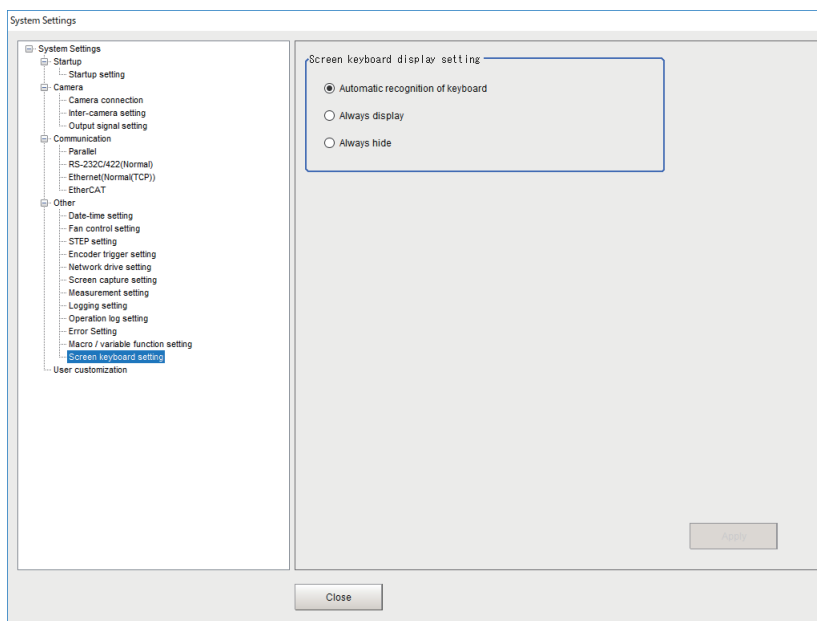 System Settings
System Settings
Startup
Startup setting
Camera
Camera connection
Inter-camera setting
Output signal setting
Communication
Parallel
RS-232C/422(Normal)
Ethernet(Normal(TCP))
EtherCAT
Other
Date-time setting
Fan control setting
STEP setting
Encoder trigger setting
Network drive setting
Screen capture setting
Measurement setting
Logging setting
Operation log setting
Error Setting
Macro / variable function setting
Screen keyboard setting
User customization
Screen keyboard display setting
Automatic recognition of keyboard
Always display
Always hide
Apply
Close